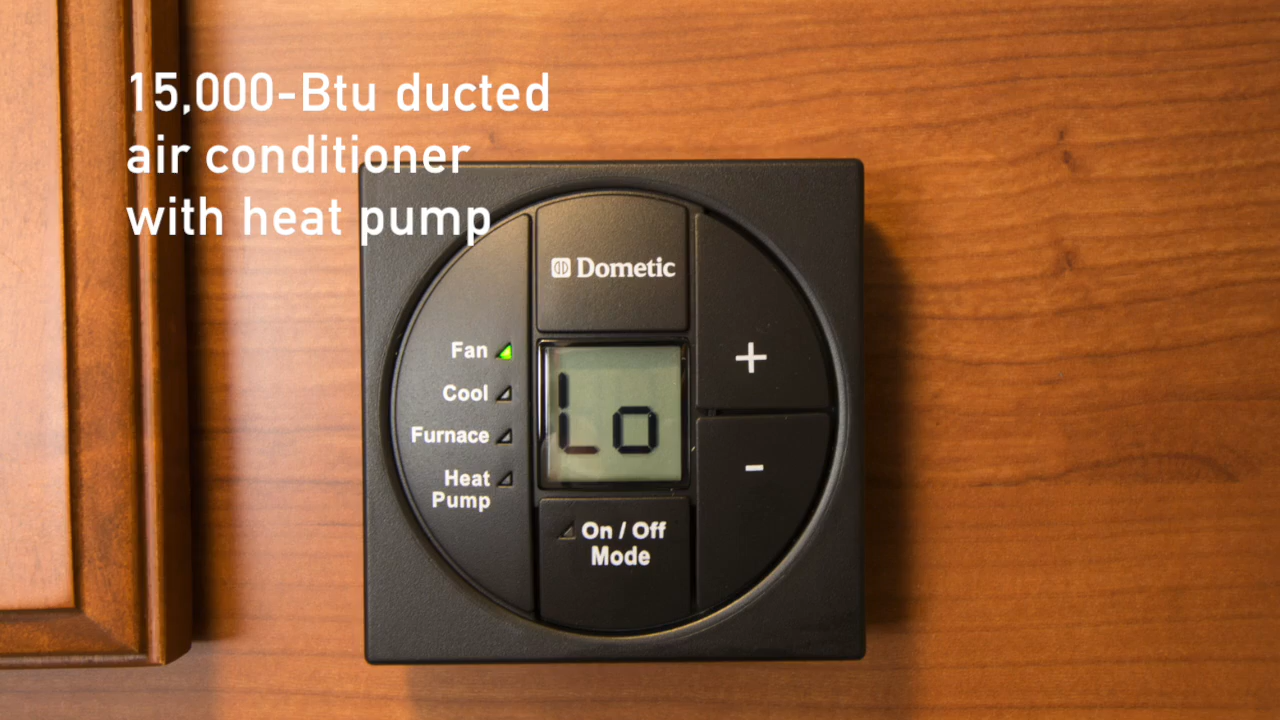 15,000-Btu ducted
air conditioner
with heat pump
Dometic
Fan
Cool
Furnace
Heat
Pump
Lo
+
-
On / Off
Mode